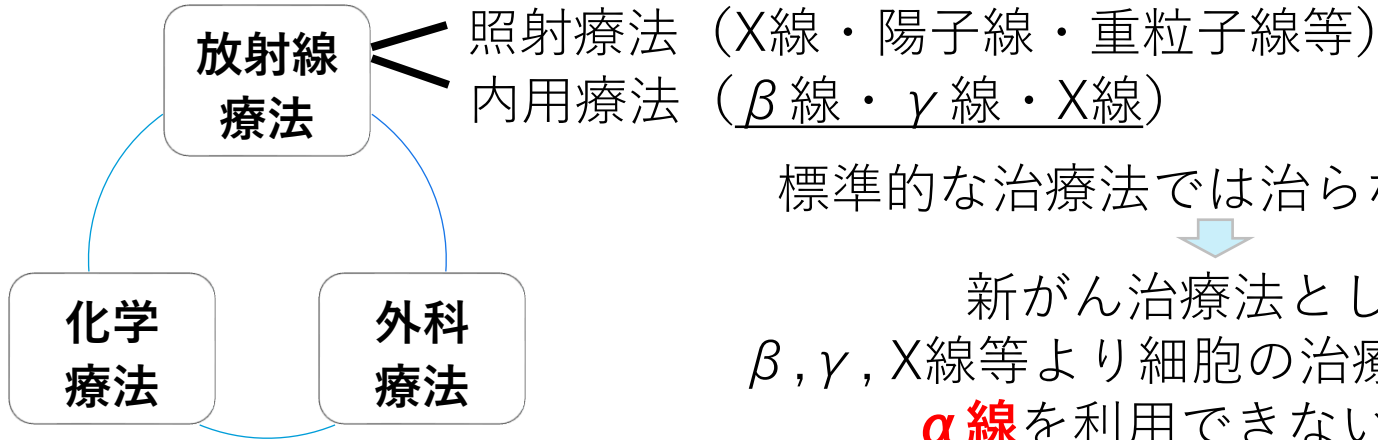 放射線
療法
照射療法（X線・陽子線・重粒子線等）
内用療法（β線・γ線・X線）
標準的な治療法では治ら
新がん治療法とし
β, γ, X線等より細胞の治
α線を利用できない
化学
療法
外科
療法